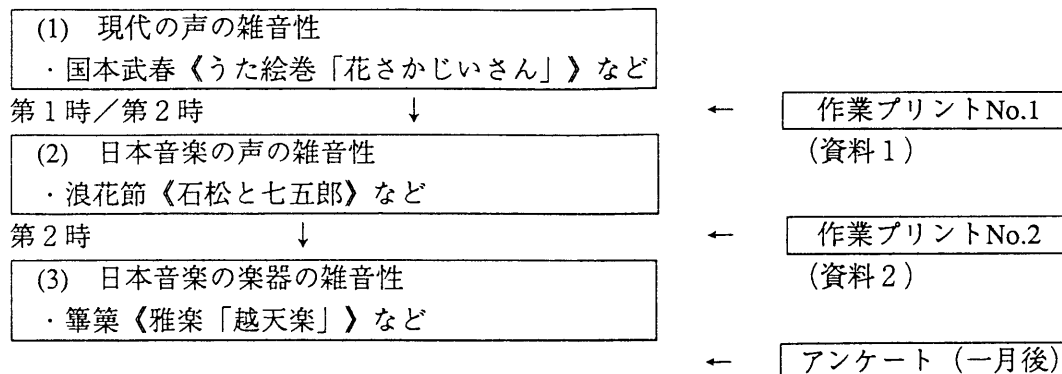 (1) 現代の声の雑音性
・国本武春《うた絵巻「花さかじいさん」》など
第1時／第2時 ↓ ← 作業プリントNo.1
(2) 日本音楽の声の雑音性 (資料1)
・浪花節《石松と七五郎》など
第2時 ↓ ← 作業プリントNo.2
(3) 日本音楽の楽器の雑音性 (資料2)
・篳篥《雅楽「越天楽」》など
← アンケート（一月後）